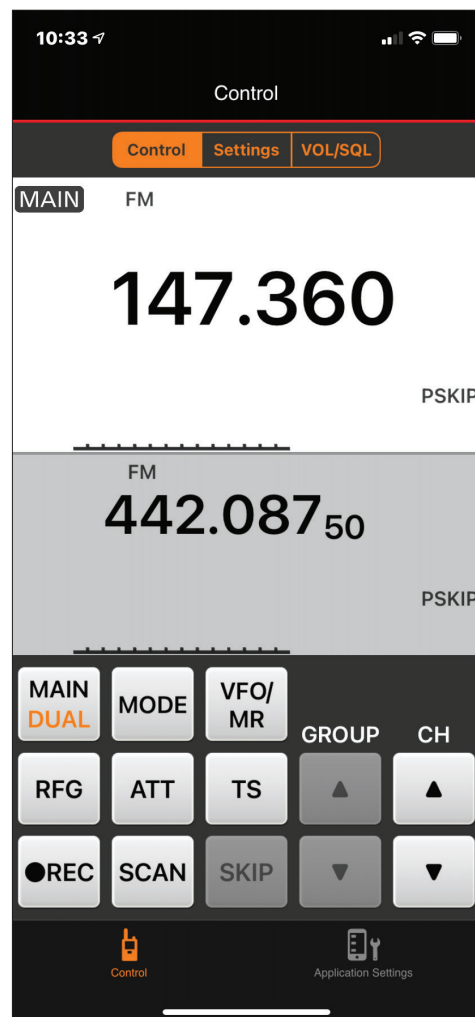 10:33
Control
Control Settings VOL/SQL
MAIN FM
147.360
PSKIP
FM
442.08750
PSKIP
MAIN
DUAL
MODE
VFO/
MR
GROUP
CH
RFG
ATT
TS
●REC
SCAN
SKIP
Control
Application Settings